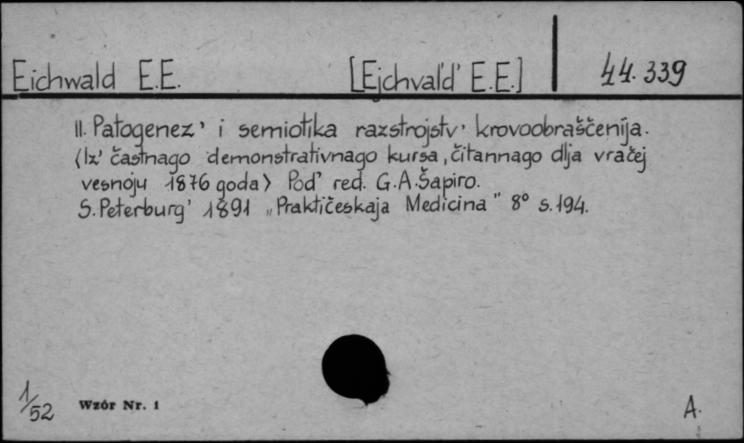 Eichwald E.E. [Ejchval'd' E.E.] 44.339
II. Patogenez' i semiotika razstrojstv' krovoobraščenija.
(Iz' častnago demonstrativnago kursa, čitannago dlja vračej
vesnoju 1876 goda) Pod' red. G.A. Šapiro.
S. Peterburg' 1891 „Praktičeskaja Medicina" 8° s. 194.
1/52 Wzór Nr. 1 A.